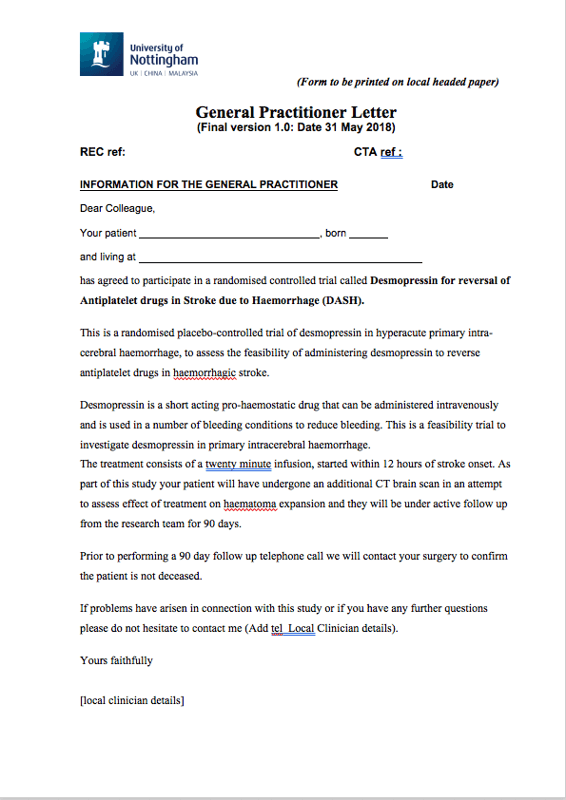 University of
Nottingham
UK | CHINA | MALAYSIA
(Form to be printed on local headed paper)
General Practitioner Letter
(Final version 1.0: Date 31 May 2018)
REC ref: CTA ref :
INFORMATION FOR THE GENERAL PRACTITIONER Date
Dear Colleague,
Your patient ______________________________, born ______
and living at ______________________________________________
has agreed to participate in a randomised controlled trial called Desmopressin for reversal of
Antiplatelet drugs in Stroke due to Haemorrhage (DASH).
This is a randomised placebo-controlled trial of desmopressin in hyperacute primary intra-
cerebral haemorrhage, to assess the feasibility of administering desmopressin to reverse
antiplatelet drugs in haemorrhagic stroke.
Desmopressin is a short acting pro-haemostatic drug that can be administered intravenously
and is used in a number of bleeding conditions to reduce bleeding. This is a feasibility trial to
investigate desmopressin in primary intracerebral haemorrhage.
The treatment consists of a twenty minute infusion, started within 12 hours of stroke onset. As
part of this study your patient will have undergone an additional CT brain scan in an attempt
to assess effect of treatment on haematoma expansion and they will be under active follow up
from the research team for 90 days.
Prior to performing a 90 day follow up telephone call we will contact your surgery to confirm
the patient is not deceased.
If problems have arisen in connection with this study or if you have any further questions
please do not hesitate to contact me (Add tel Local Clinician details).
Yours faithfully
[local clinician details]